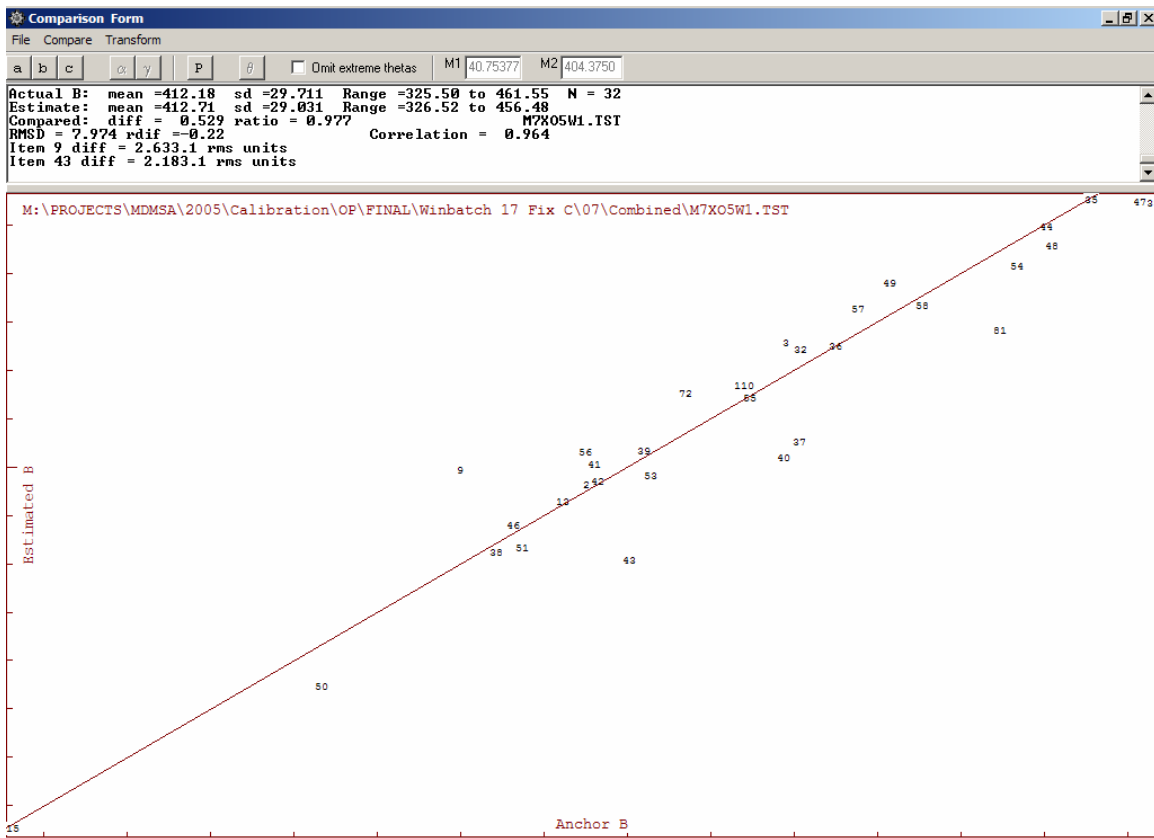 Comparison Form
File Compare Transform
a b c α γ P θ Omit extreme thetas M1 40.75377 M2 404.3750
Actual B: mean =412.18 sd =29.711 Range =325.50 to 461.55 N = 32
Estimate: mean =412.71 sd =29.031 Range =326.52 to 456.48
Compared: diff = 0.529 ratio = 0.977 M7XO5W1.TST
RMSD = 7.974 rdif =-0.22 Correlation = 0.964
Item 9 diff = 2.633.1 rms units
Item 43 diff = 2.183.1 rms units
M:\PROJECTS\MDMSA\2005\Calibration\OP\FINAL\Winbatch 17 Fix C\07\Combined\M7XO5W1.TST
35 473
44
48
54
49
57 58
81
3
32 36
110
72
55
37
56 39
40
41
9
53
2 42
13
46
51
38
43
50
15
Estimated B
Anchor B